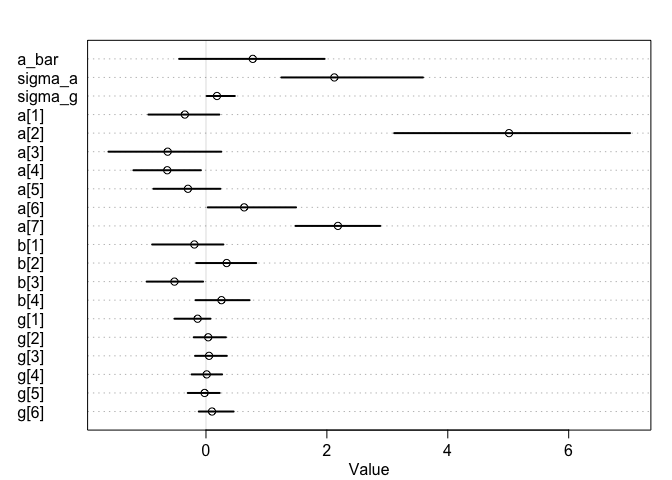 a_bar
sigma_a
sigma_g
a[1]
a[2]
a[3]
a[4]
a[5]
a[6]
a[7]
b[1]
b[2]
b[3]
b[4]
g[1]
g[2]
g[3]
g[4]
g[5]
g[6]
0 2 4 6
Value